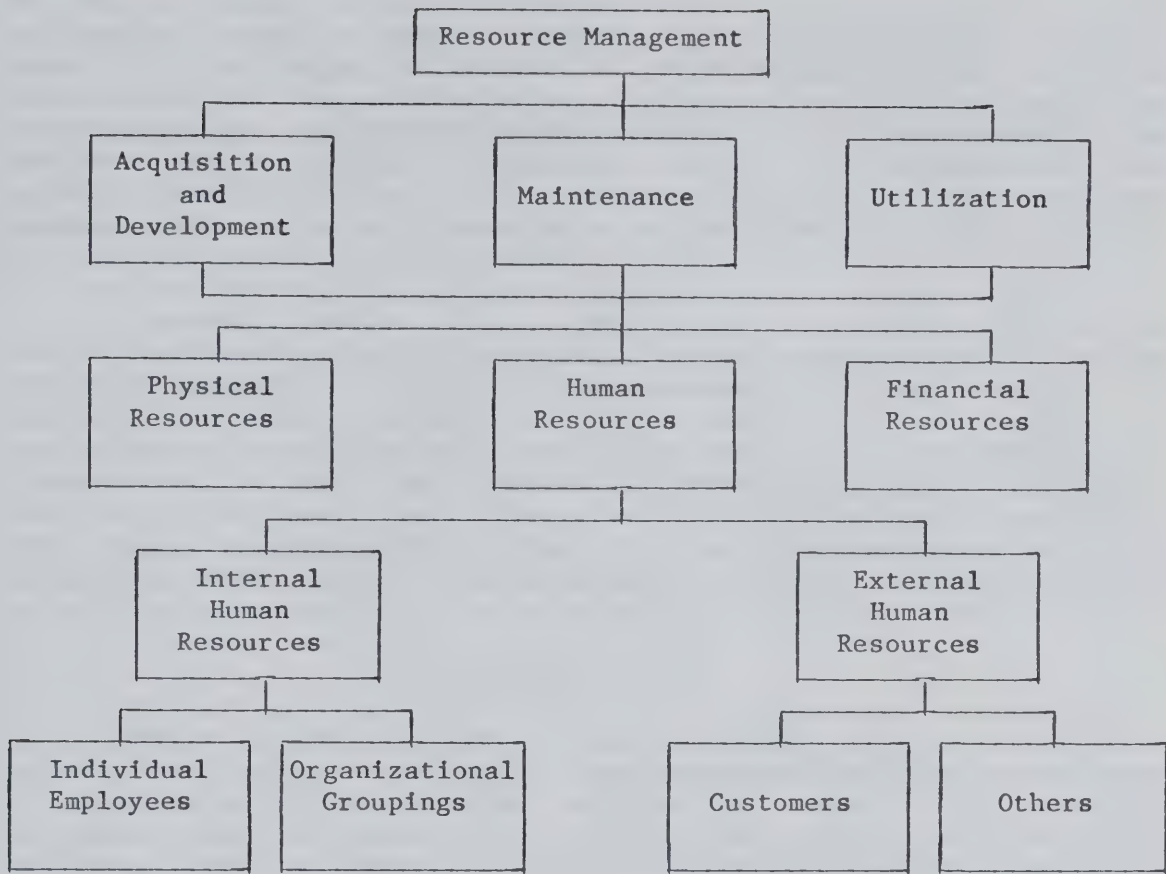 Resource Management
Acquisition
and
Development
Maintenance
Utilization
Physical
Resources
Human
Resources
Financial
Resources
Internal
Human
Resources
External
Human
Resources
Individual
Employees
Organizational
Groupings
Customers
Others